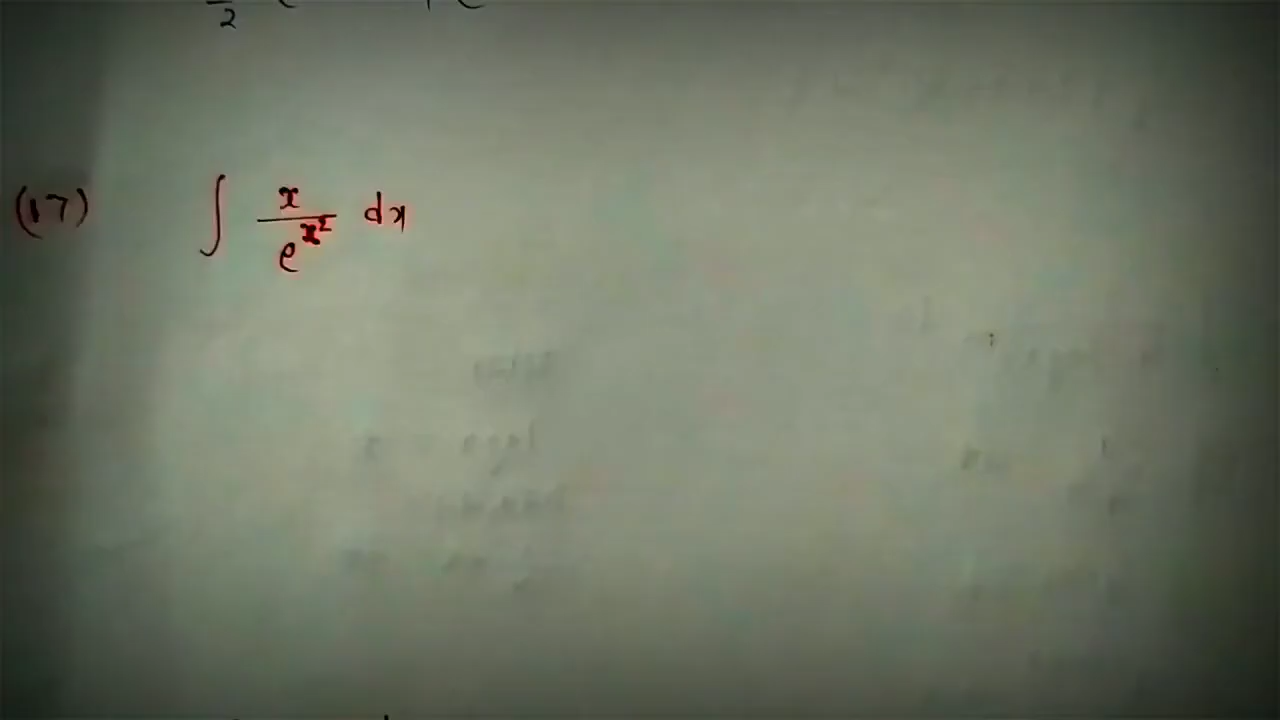 (17) ∫ x / e^x² dx